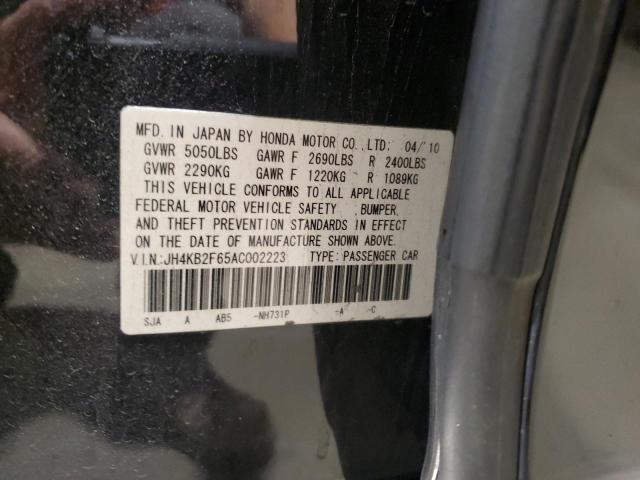 MFD. IN JAPAN BY HONDA MOTOR CO.,LTD: 04/'10
GVWR 5050LBS GAWR F 2690LBS R 2400LBS
GVWR 2290KG GAWR F 1220KG R 1089KG
THIS VEHICLE CONFORMS TO ALL APPLICABLE
FEDERAL MOTOR VEHICLE SAFETY ,BUMPER,
AND THEFT PREVENTION STANDARDS IN EFFECT
ON THE DATE OF MANUFACTURE SHOWN ABOVE.
V.I.N:JH4KB2F65AC002223 TYPE: PASSENGER CAR
SJA A AB5 -NH731P -A -C